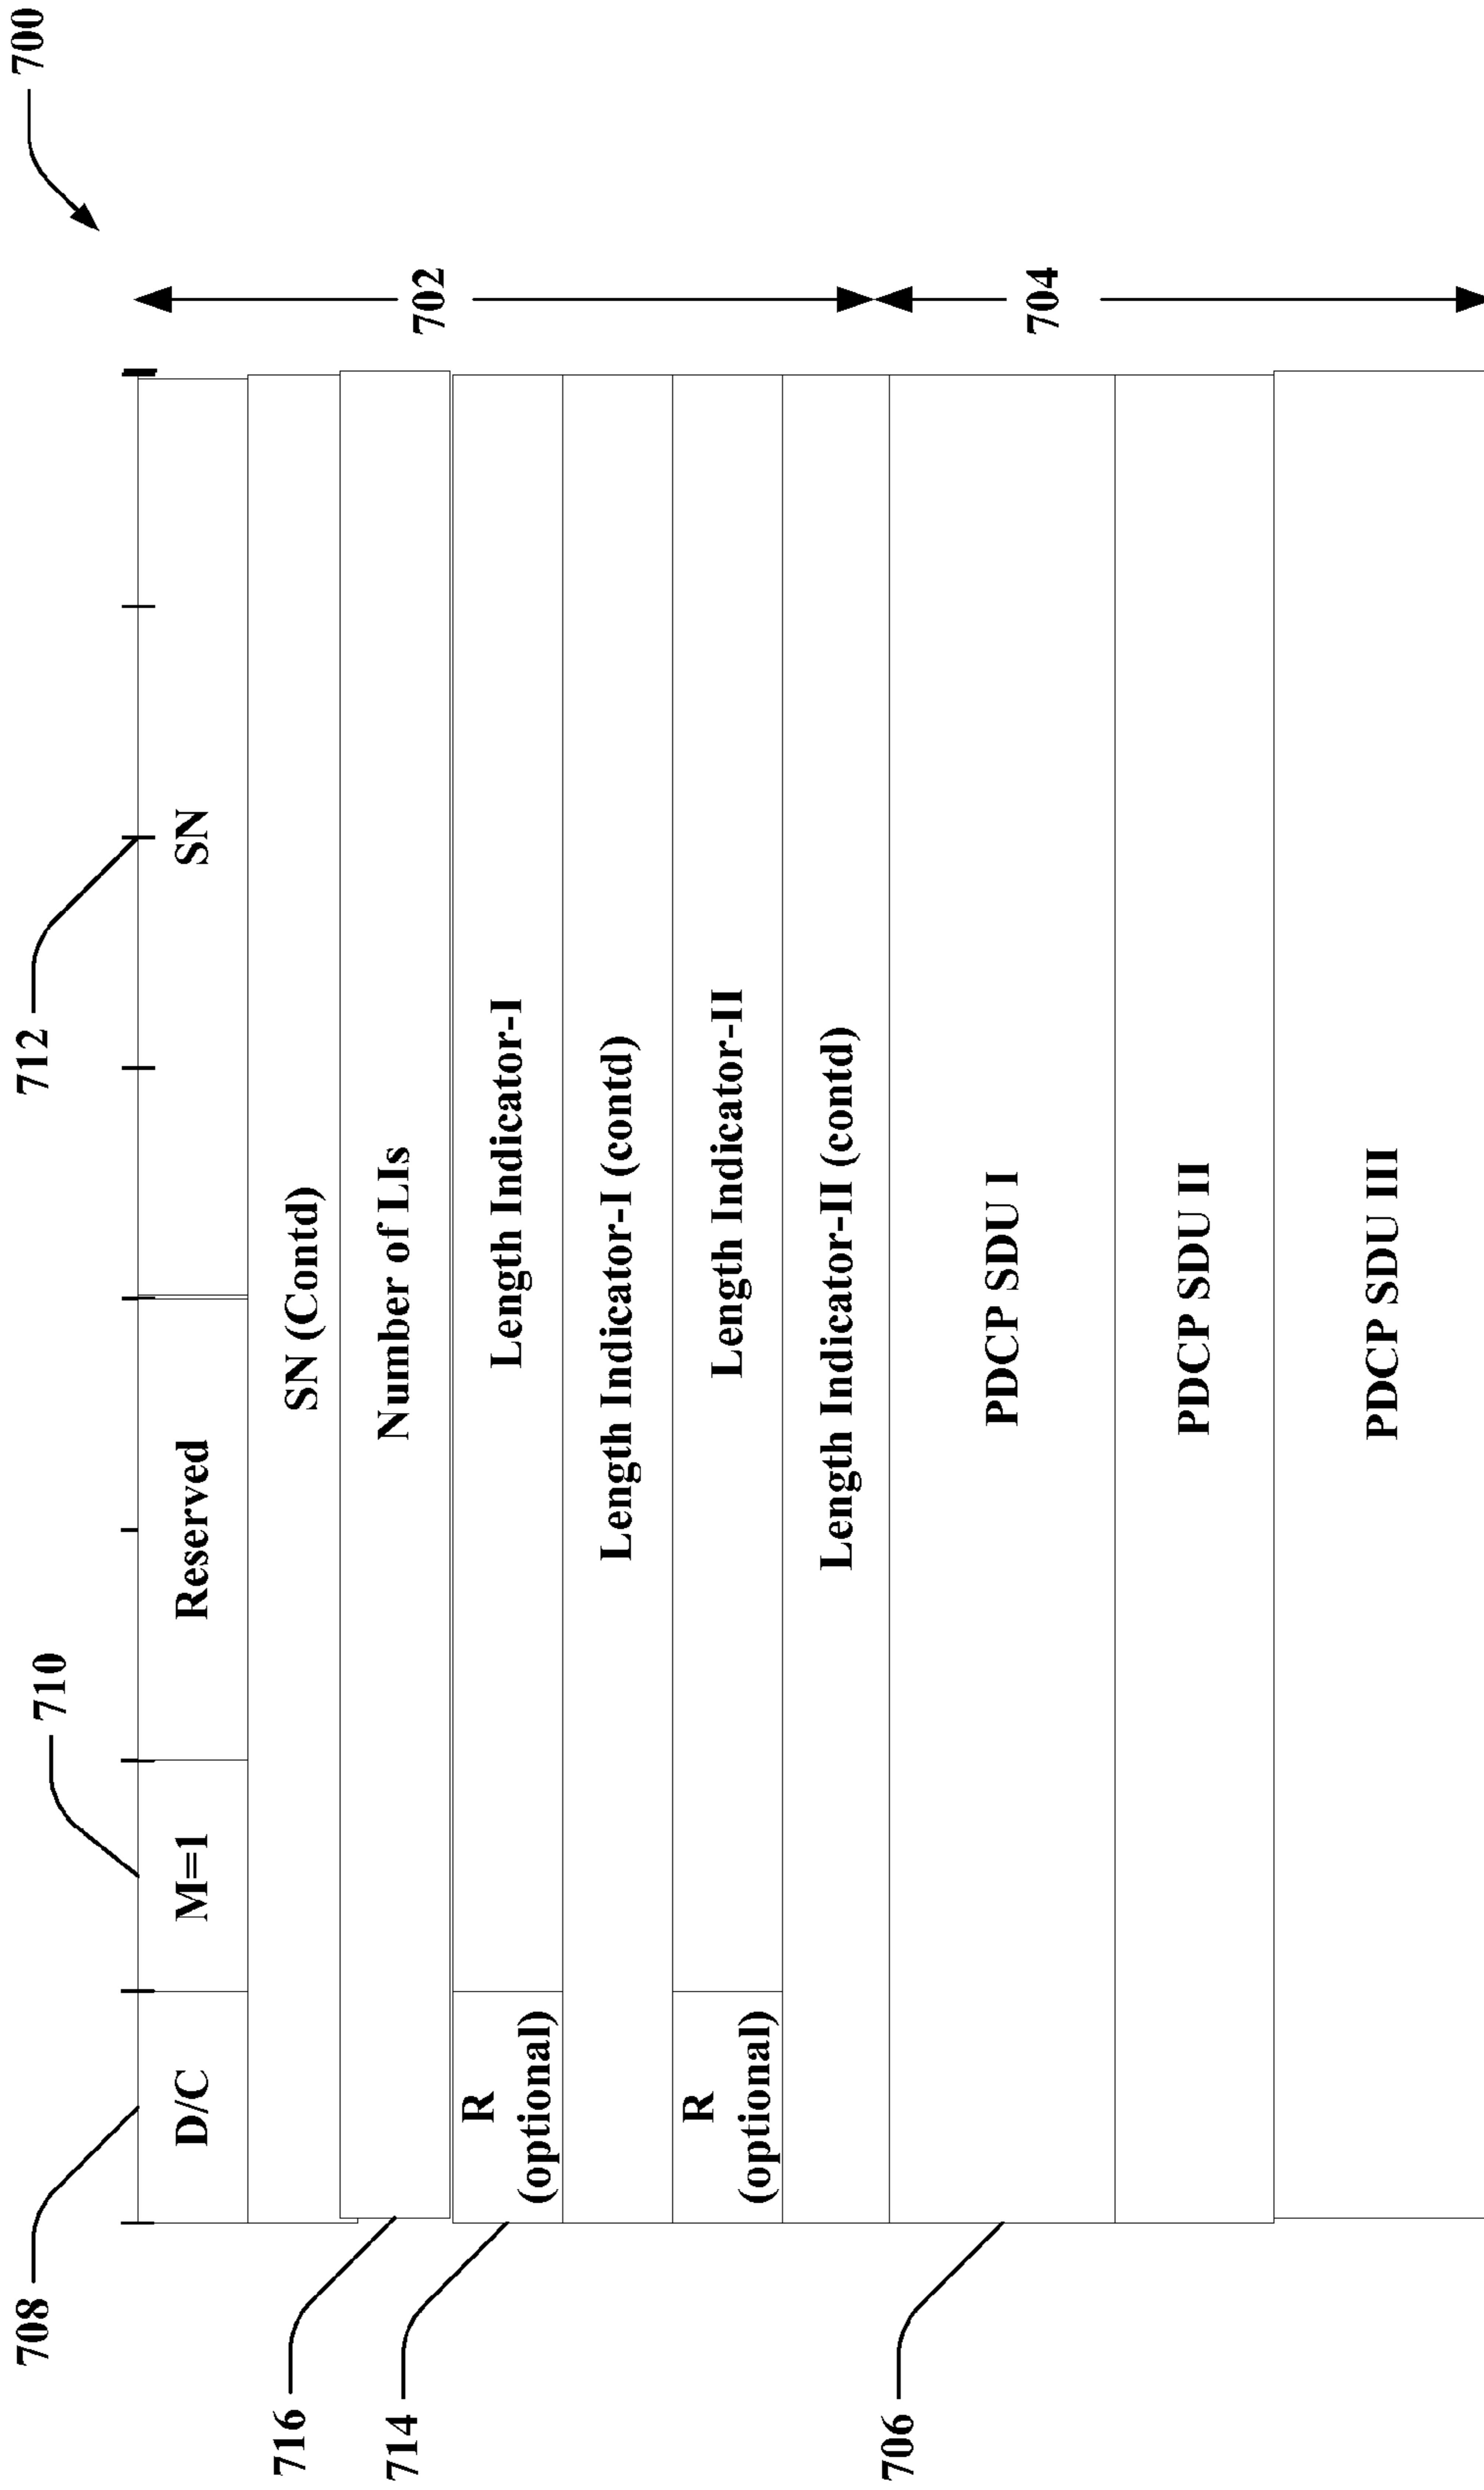 700
708
710
712
D/C
M=1
Reserved
SN
SN (Contd)
716
Number of LIs
702
714
R
(optional)
Length Indicator-I
Length Indicator-I (contd)
R
(optional)
Length Indicator-II
Length Indicator-II (contd)
706
PDCP SDU I
704
PDCP SDU II
PDCP SDU III